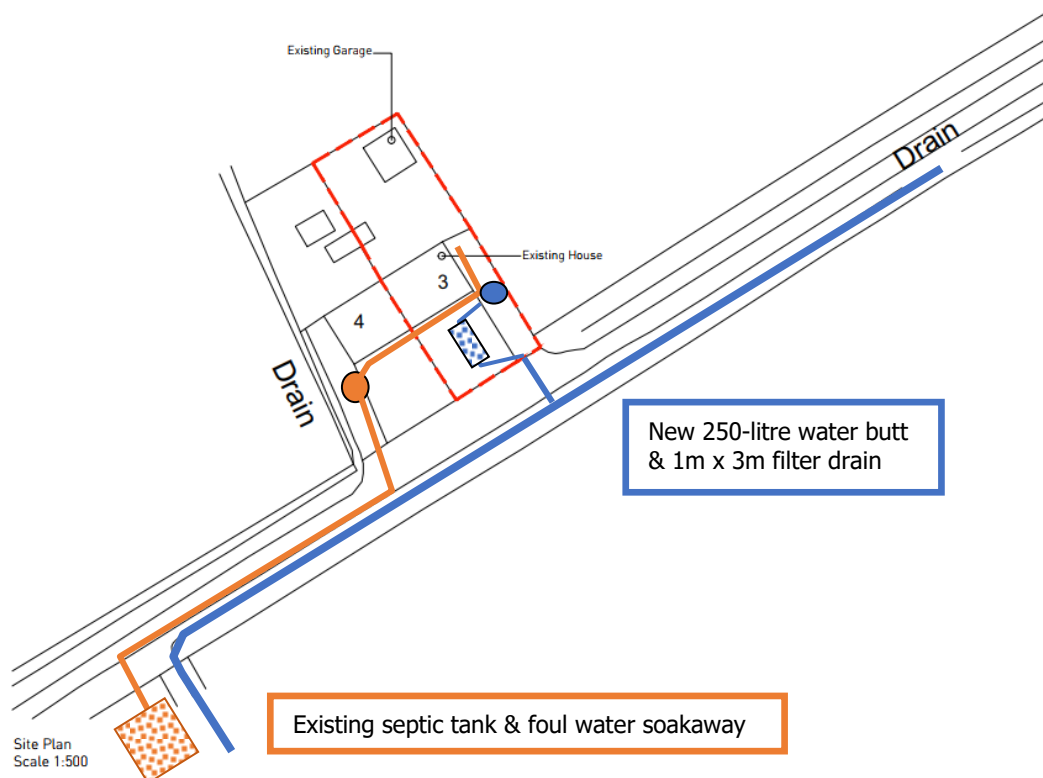 Existing Garage
Drain
Existing House
3
4
Drain
New 250-litre water butt
& 1m x 3m filter drain
Existing septic tank & foul water soakaway
Site Plan
Scale 1:500